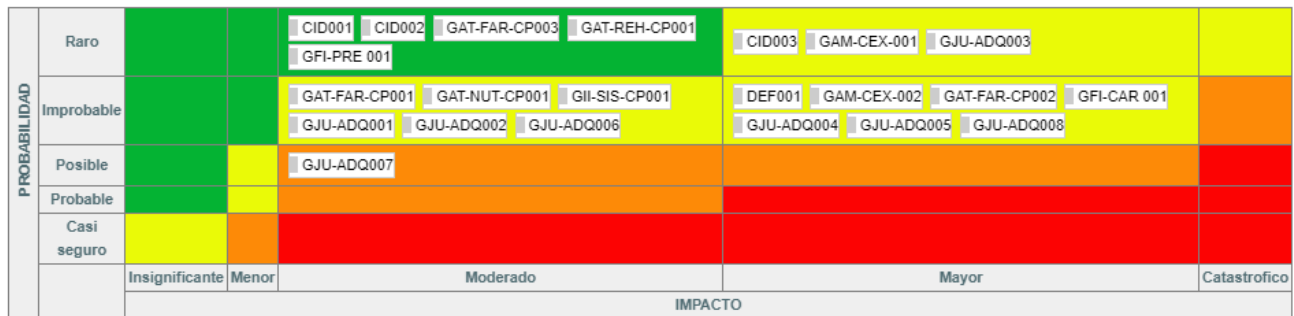 PROBABILIDAD
Raro
CID001 CID002 GAT-FAR-CP003 GAT-REH-CP001
GFI-PRE 001
CID003 GAM-CEX-001 GJU-ADQ003
Improbable
GAT-FAR-CP001 GAT-NUT-CP001 GII-SIS-CP001
GJU-ADQ001 GJU-ADQ002 GJU-ADQ006
DEF001 GAM-CEX-002 GAT-FAR-CP002 GFI-CAR 001
GJU-ADQ004 GJU-ADQ005 GJU-ADQ008
Posible
GJU-ADQ007
Probable
Casi
seguro
Insignificante Menor Moderado Mayor Catastrofico
IMPACTO